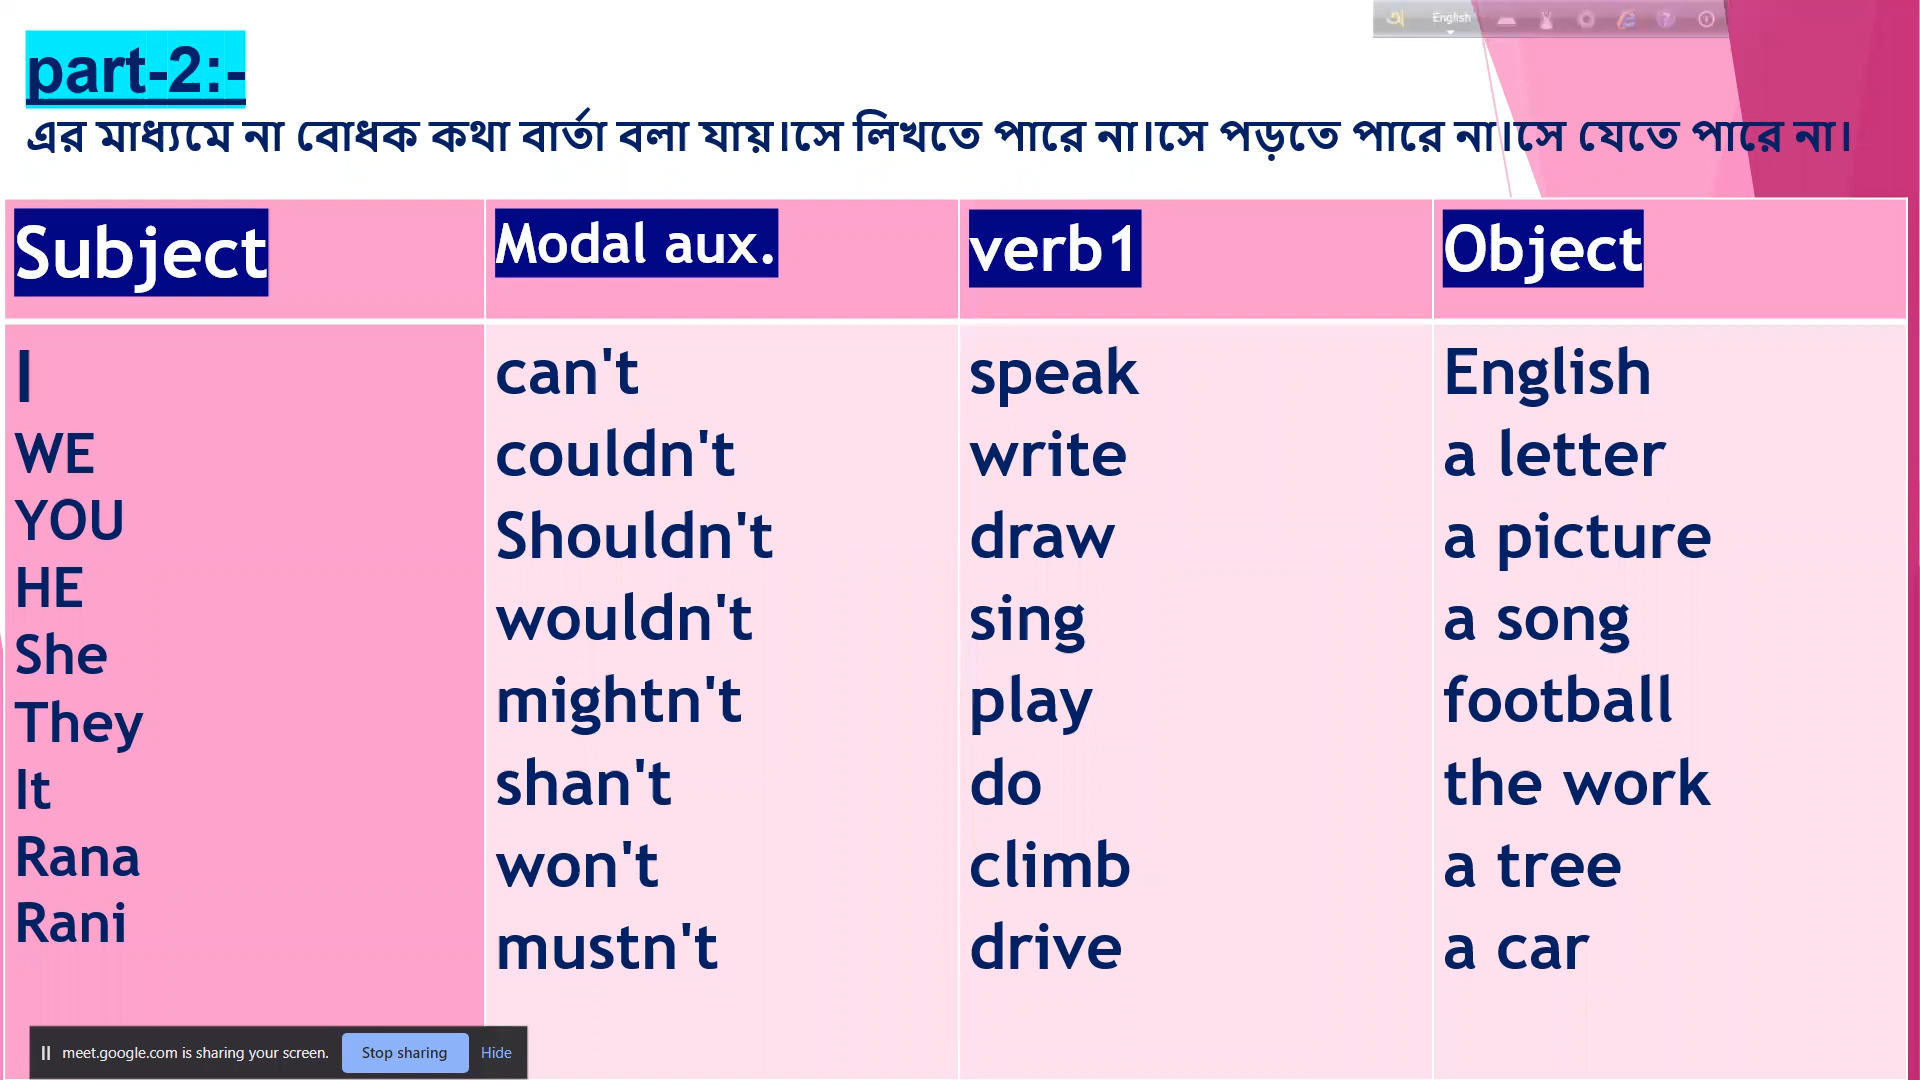 English
part-2:-
এর মাধ্যমে না বোধক কথা বার্তা বলা যায়।সে লিখতে পারে না।সে পড়তে পারে না।সে যেতে পারে না।
Subject
Modal aux.
verb1
Object
I
WE
YOU
HE
She
They
It
Rana
Rani
can't
couldn't
Shouldn't
wouldn't
mightn't
shan't
won't
mustn't
speak
write
draw
sing
play
do
climb
drive
English
a letter
a picture
a song
football
the work
a tree
a car
meet.google.com is sharing your screen.
Stop sharing
Hide